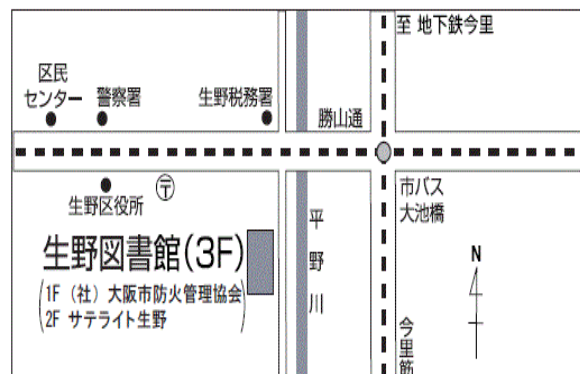 至 地下鉄今里
区民
センター
警察署
生野税務署
勝山通
〒
生野区役所
市バス
大池橋
生野図書館(3F)
(1F (社) 大阪市防火管理協会
2F サテライト生野)
平野川
N
今里筋